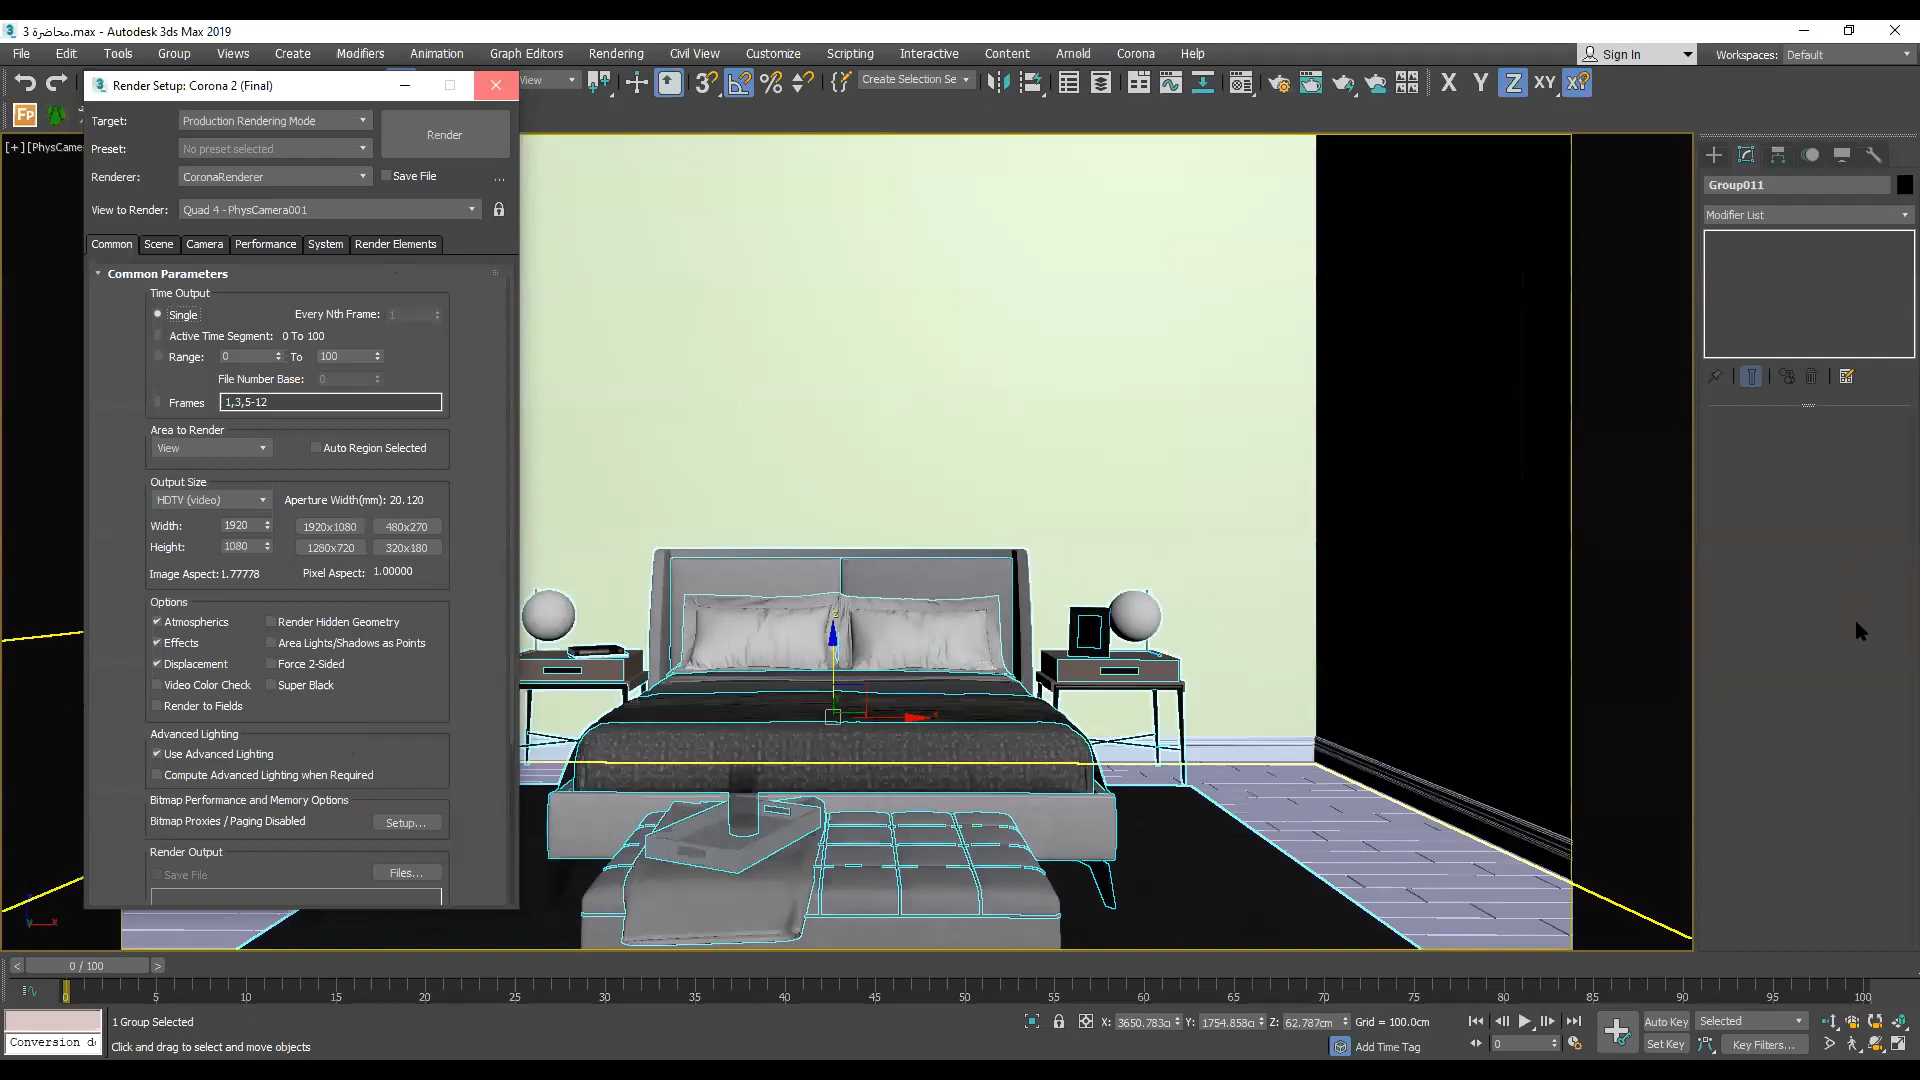 محاضرة 3.max - Autodesk 3ds Max 2019
File Edit Tools Group Views Create Modifiers Animation Graph Editors Rendering Civil View Customize Scripting Interactive Content Arnold Corona Help
Sign In
Workspaces: Default
Render Setup: Corona 2 (Final)
View
Create Selection Se
X Y Z XY
Fp
Target: Production Rendering Mode
Render
[+][PhysCame
Preset: No preset selected
Renderer: CoronaRenderer
Save File ...
View to Render: Quad 4 - PhysCamera001
Group011
Modifier List
Common Scene Camera Performance System Render Elements
Common Parameters
Time Output
Single Every Nth Frame: 1
Active Time Segment: 0 To 100
Range: 0 To 100
File Number Base: 0
Frames 1,3,5-12
Area to Render
View Auto Region Selected
Output Size
HDTV (video) Aperture Width(mm): 20.120
Width: 1920 1920x1080 480x270
Height: 1080 1280x720 320x180
Image Aspect: 1.77778 Pixel Aspect: 1.00000
Options
Atmospherics Render Hidden Geometry
Effects Area Lights/Shadows as Points
Displacement Force 2-Sided
Video Color Check Super Black
Render to Fields
Advanced Lighting
Use Advanced Lighting
Compute Advanced Lighting when Required
Bitmap Performance and Memory Options
Bitmap Proxies / Paging Disabled Setup...
Render Output
Save File Files...
< 0 / 100 >
0 5 10 15 20 25 30 35 40 45 50 55 60 65 70 75 80 85 90 95 100
1 Group Selected
X: 3650.783c Y: 1754.858c Z: 62.787cm Grid = 100.0cm
Auto Key Selected
Conversion d
Click and drag to select and move objects
Add Time Tag
0
Set Key Key Filters...